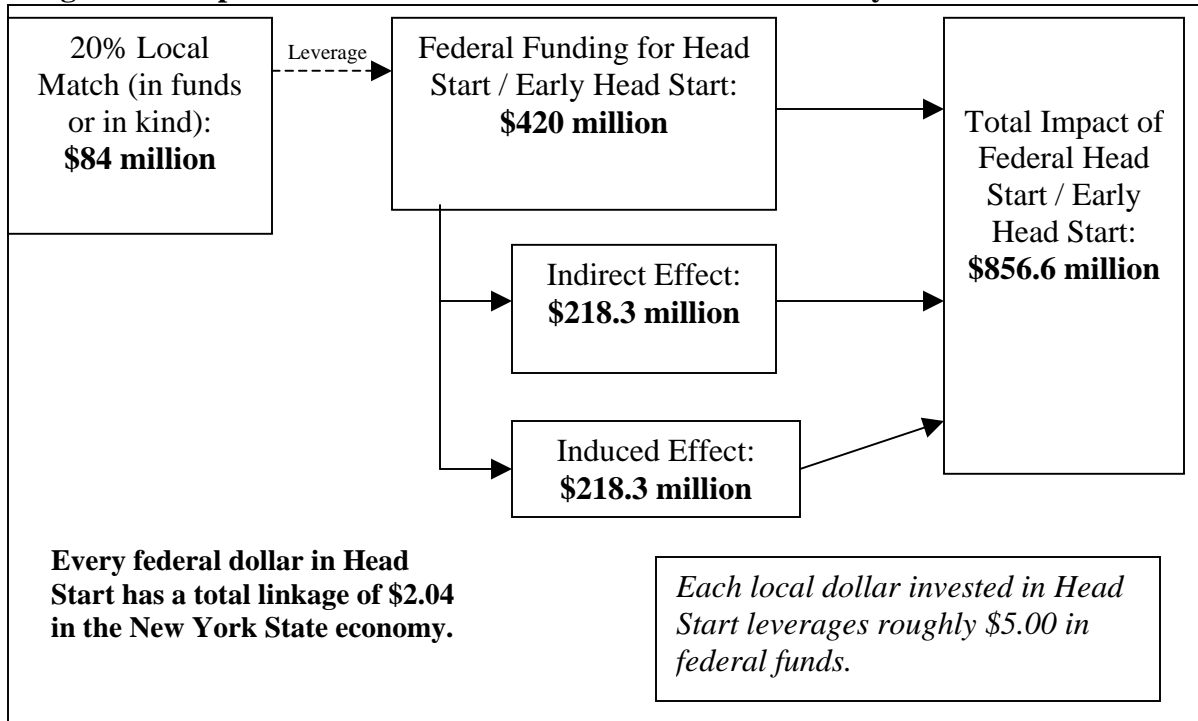 20% Local
Match (in funds
or in kind):
$84 million
Leverage
Federal Funding for Head
Start / Early Head Start:
$420 million
Total Impact of
Federal Head
Start / Early
Head Start:
$856.6 million
Indirect Effect:
$218.3 million
Induced Effect:
$218.3 million
Every federal dollar in Head
Start has a total linkage of $2.04
in the New York State economy.
Each local dollar invested in Head
Start leverages roughly $5.00 in
federal funds.